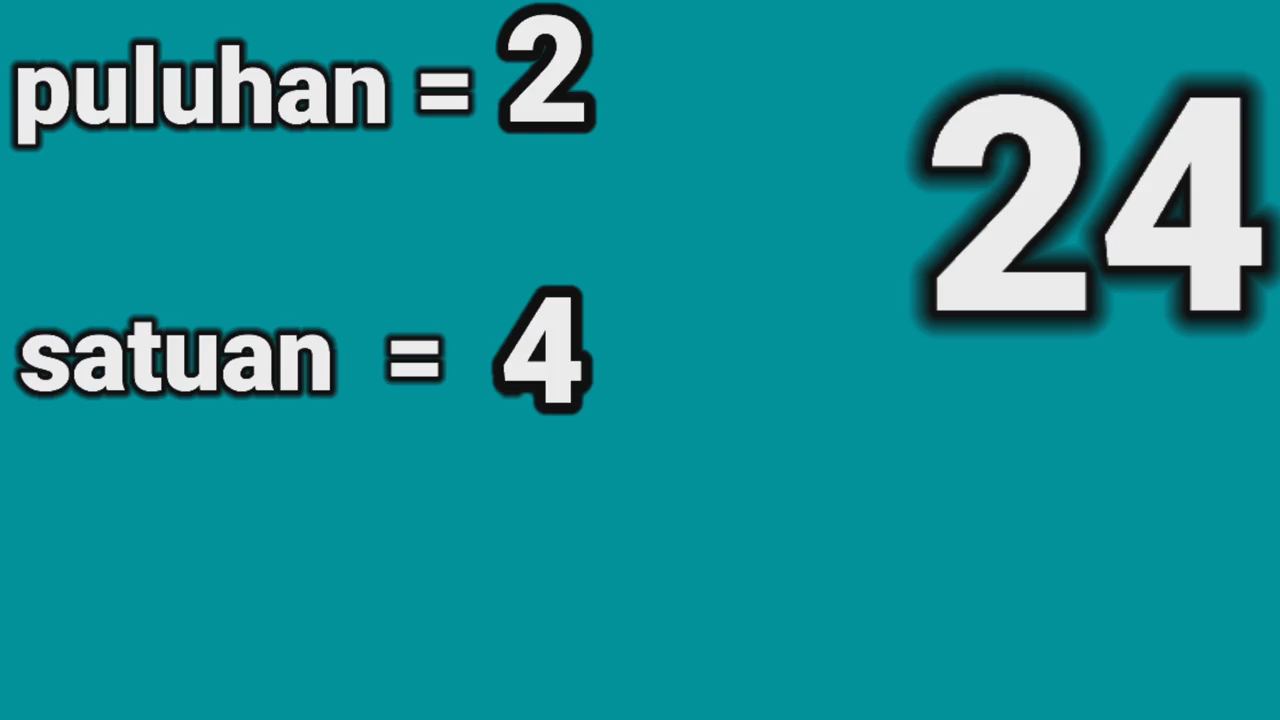 puluhan = 2
24
satuan = 4